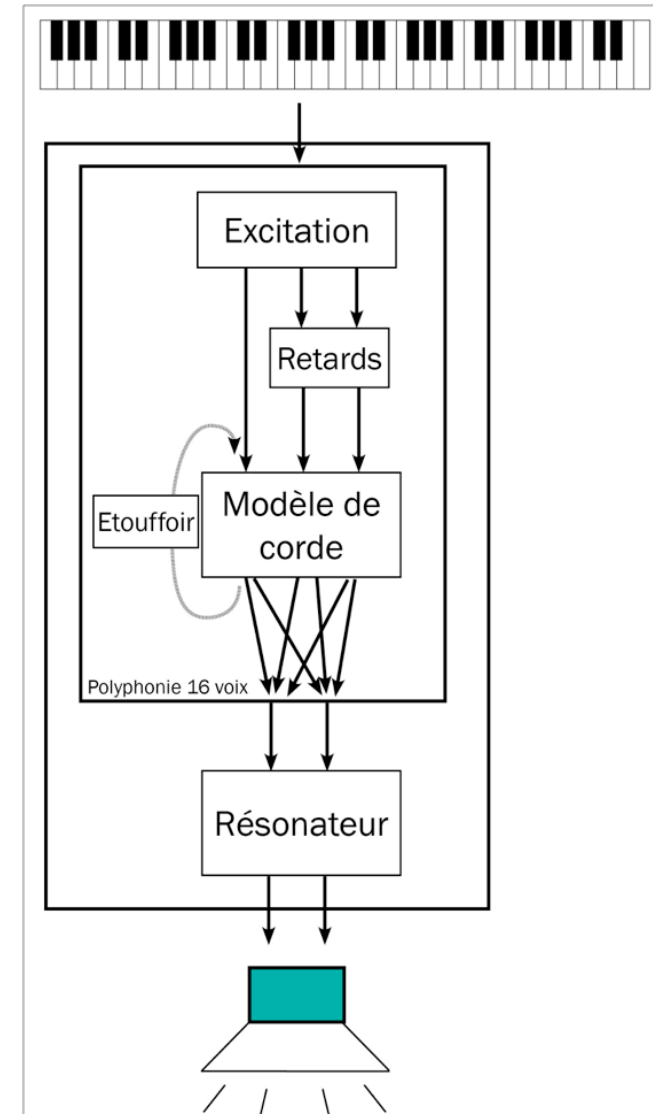 Excitation
Retards
Etouffoir
Modèle de
corde
Polyphonie 16 voix
Résonateur